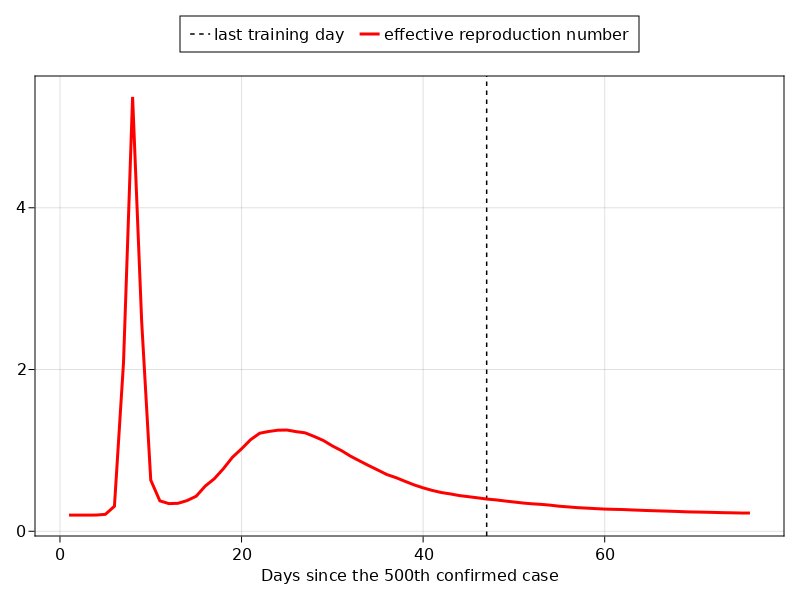 last training day effective reproduction number
4
2
0
0 20 40 60
Days since the 500th confirmed case